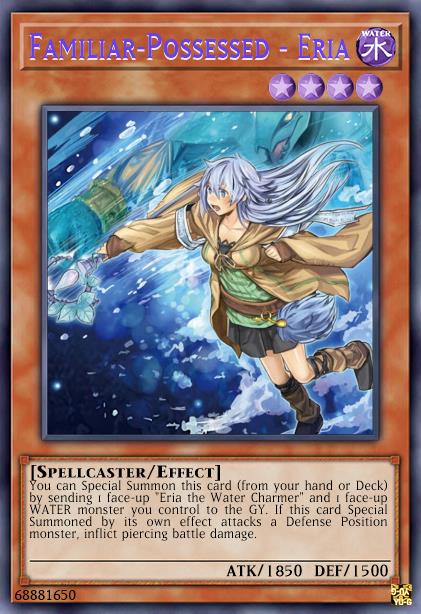 Familiar-Possessed - Eria
WATER
水
[Spellcaster/Effect]
You can Special Summon this card (from your hand or Deck)
by sending 1 face-up "Eria the Water Charmer" and 1 face-up
WATER monster you control to the GY. If this card Special
Summoned by its own effect attacks a Defense Position
monster, inflict piercing battle damage.
ATK/1850 DEF/1500
68881650